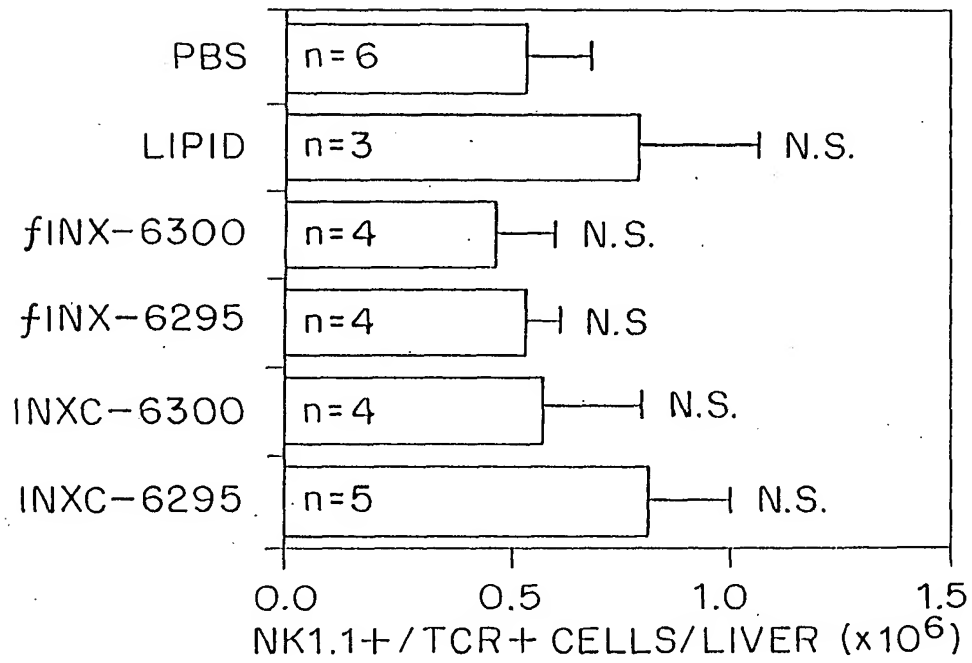 PBS n=6
LIPID n=3 N.S.
fINX-6300 n=4 N.S.
fINX-6295 n=4 N.S
INXC-6300 n=4 N.S.
INXC-6295 n=5 N.S.
0.0 0.5 1.0 1.5
NK1.1+/TCR+ CELLS/LIVER (x10⁶)